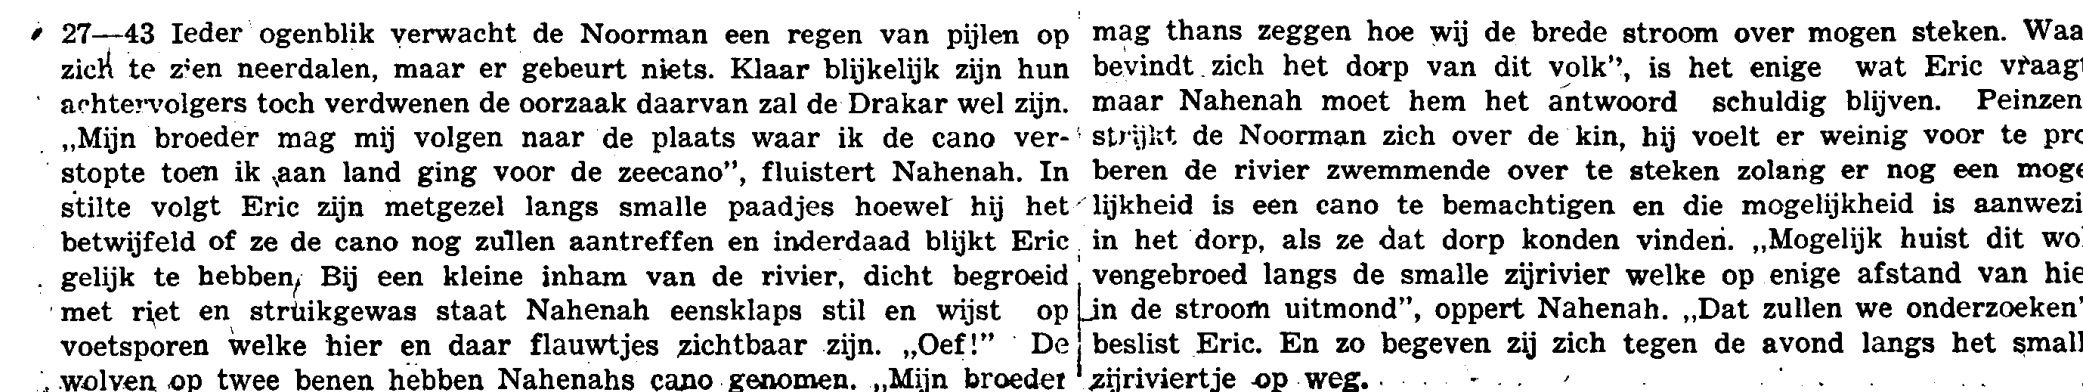 27—43 Ieder ogenblik verwacht de Noorman een regen van pijlen op
zich te zien neerdalen, maar er gebeurt niets. Klaar blijkelijk zijn hun
achtervolgers toch verdwenen de oorzaak daarvan zal de Drakar wel zijn.
„Mijn broeder mag mij volgen naar de plaats waar ik de cano ver-
stopte toen ik aan land ging voor de zeecano”, fluistert Nahenah. In
stilte volgt Eric zijn metgezel langs smalle paadjes hoewel hij het
betwijfeld of ze de cano nog zullen aantreffen en inderdaad blijkt Eric
gelijk te hebben, Bij een kleine inham van de rivier, dicht begroeid
met riet en struikgewas staat Nahenah eensklaps stil en wijst op
voetsporen welke hier en daar flauwtjes zichtbaar zijn. „Oef!” De
wolven op twee benen hebben Nahenahs cano genomen. „Mijn broeder
mag thans zeggen hoe wij de brede stroom over mogen steken. Waa
bevindt zich het dorp van dit volk”, is het enige wat Eric vraagt
maar Nahenah moet hem het antwoord schuldig blijven. Peinzen
strijkt de Noorman zich over de kin, hij voelt er weinig voor te pro
beren de rivier zwemmende over te steken zolang er nog een moge
lijkheid is een cano te bemachtigen en die mogelijkheid is aanwezi
in het dorp, als ze dat dorp konden vinden. „Mogelijk huist dit wol
vengebroed langs de smalle zijrivier welke op enige afstand van hie
in de stroom uitmond”, oppert Nahenah. „Dat zullen we onderzoeken”
beslist Eric. En zo begeven zij zich tegen de avond langs het small
zijriviertje op weg.